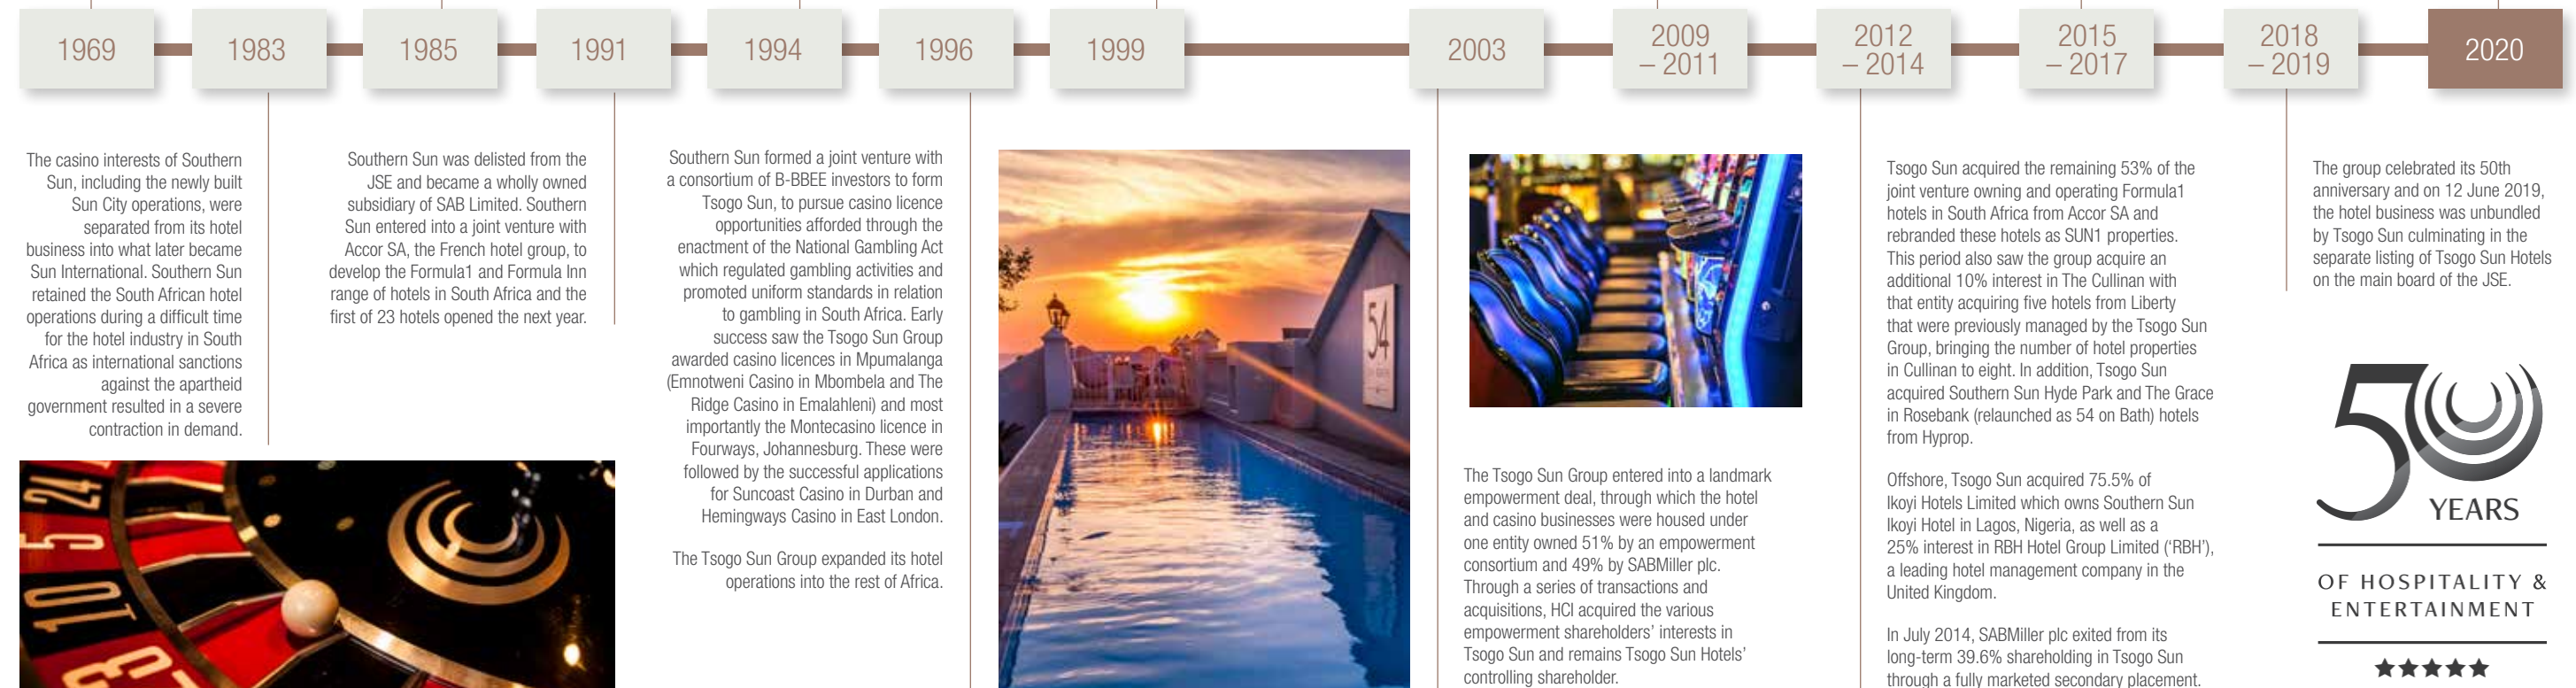 1969
1983
1985
1991
1994
1996
1999
2003
2009
– 2011
2012
– 2014
2015
– 2017
2018
– 2019
2020
The casino interests of Southern
Sun, including the newly built
Sun City operations, were
separated from its hotel
business into what later became
Sun International. Southern Sun
retained the South African hotel
operations during a difficult time
for the hotel industry in South
Africa as international sanctions
against the apartheid
government resulted in a severe
contraction in demand.
Southern Sun was delisted from the
JSE and became a wholly owned
subsidiary of SAB Limited. Southern
Sun entered into a joint venture with
Accor SA, the French hotel group, to
develop the Formula1 and Formula Inn
range of hotels in South Africa and the
first of 23 hotels opened the next year.
Southern Sun formed a joint venture with
a consortium of B-BBEE investors to form
Tsogo Sun, to pursue casino licence
opportunities afforded through the
enactment of the National Gambling Act
which regulated gambling activities and
promoted uniform standards in relation
to gambling in South Africa. Early
success saw the Tsogo Sun Group
awarded casino licences in Mpumalanga
(Emnotweni Casino in Mbombela and The
Ridge Casino in Emalahleni) and most
importantly the Montecasino licence in
Fourways, Johannesburg. These were
followed by the successful applications
for Suncoast Casino in Durban and
Hemingways Casino in East London.
The Tsogo Sun Group expanded its hotel
operations into the rest of Africa.
54
The Tsogo Sun Group entered into a landmark
empowerment deal, through which the hotel
and casino businesses were housed under
one entity owned 51% by an empowerment
consortium and 49% by SABMiller plc.
Through a series of transactions and
acquisitions, HCI acquired the various
empowerment shareholders' interests in
Tsogo Sun and remains Tsogo Sun Hotels'
controlling shareholder.
Tsogo Sun acquired the remaining 53% of the
joint venture owning and operating Formula1
hotels in South Africa from Accor SA and
rebranded these hotels as SUN1 properties.
This period also saw the group acquire an
additional 10% interest in The Cullinan with
that entity acquiring five hotels from Liberty
that were previously managed by the Tsogo Sun
Group, bringing the number of hotel properties
in Cullinan to eight. In addition, Tsogo Sun
acquired Southern Sun Hyde Park and The Grace
in Rosebank (relaunched as 54 on Bath) hotels
from Hyprop.
Offshore, Tsogo Sun acquired 75.5% of
Ikoyi Hotels Limited which owns Southern Sun
Ikoyi Hotel in Lagos, Nigeria, as well as a
25% interest in RBH Hotel Group Limited ('RBH'),
a leading hotel management company in the
United Kingdom.
In July 2014, SABMiller plc exited from its
long-term 39.6% shareholding in Tsogo Sun
through a fully marketed secondary placement.
The group celebrated its 50th
anniversary and on 12 June 2019,
the hotel business was unbundled
by Tsogo Sun culminating in the
separate listing of Tsogo Sun Hotels
on the main board of the JSE.
50
YEARS
OF HOSPITALITY &
ENTERTAINMENT
24
5
10